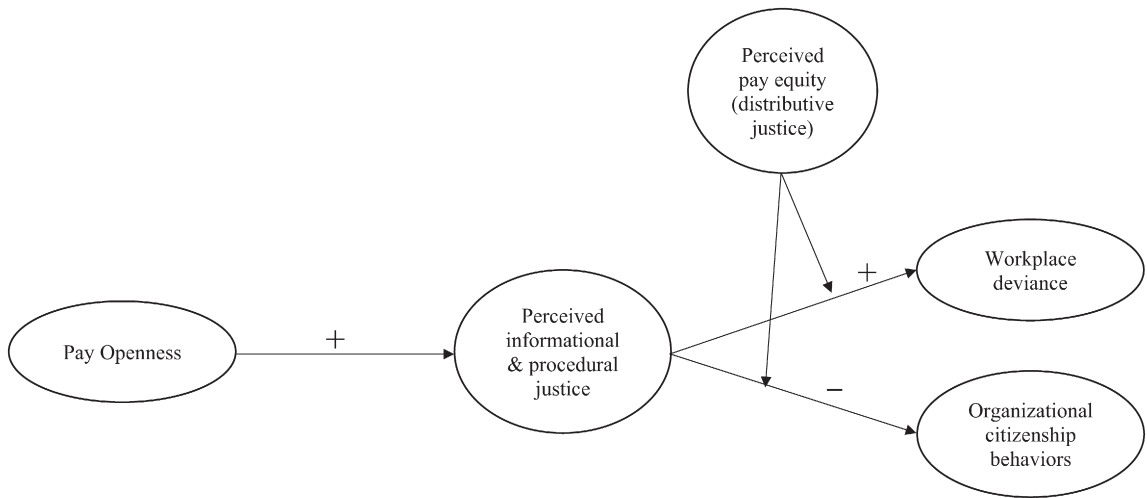 Perceived
pay equity
(distributive
justice)
+
Workplace
deviance
Pay Openness
+
Perceived
informational
& procedural
justice
−
Organizational
citizenship
behaviors